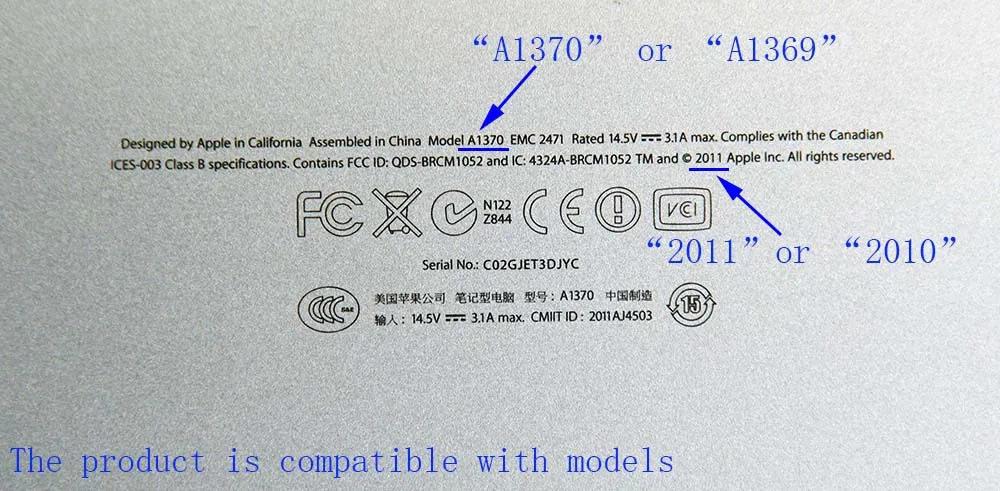 “A1370” or “A1369”
Designed by Apple in California Assembled in China Model A1370 EMC 2471 Rated 14.5V ⎓ 3.1A max. Complies with the Canadian
ICES-003 Class B specifications. Contains FCC ID: QDS-BRCM1052 and IC: 4324A-BRCM1052 TM and © 2011 Apple Inc. All rights reserved.
FC N122 CE ! VCI
Z844
“2011” or “2010”
Serial No.: C02GJET3DJYC
CCC S&E 美国苹果公司 笔记型电脑 型号: A1370 中国制造 15
输入: 14.5V ⎓ 3.1A max. CMIIT ID : 2011AJ4503
The product is compatible with models